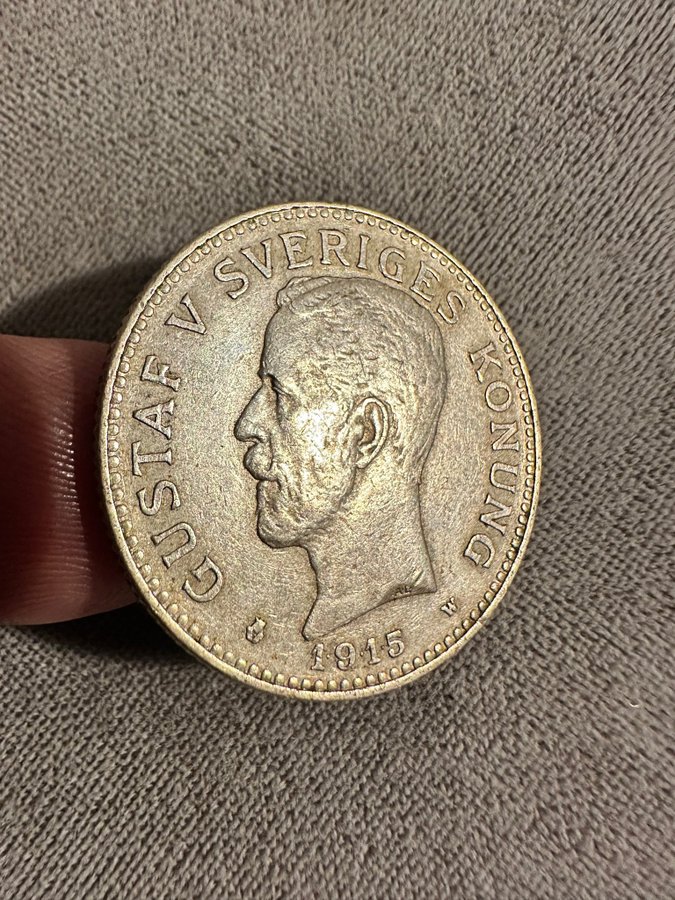 GUSTAF V SVERIGES KONUNG
1915
W